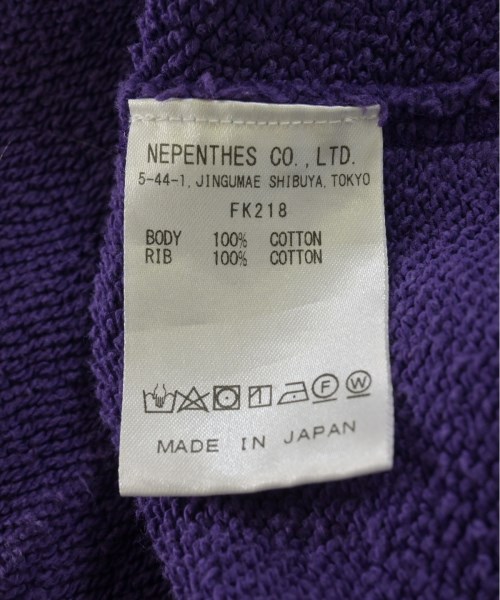 NEPENTHES CO.,LTD.
5-44-1, JINGUMAE SHIBUYA, TOKYO
FK218
BODY 100% COTTON
RIB 100% COTTON
F W
MADE IN JAPAN